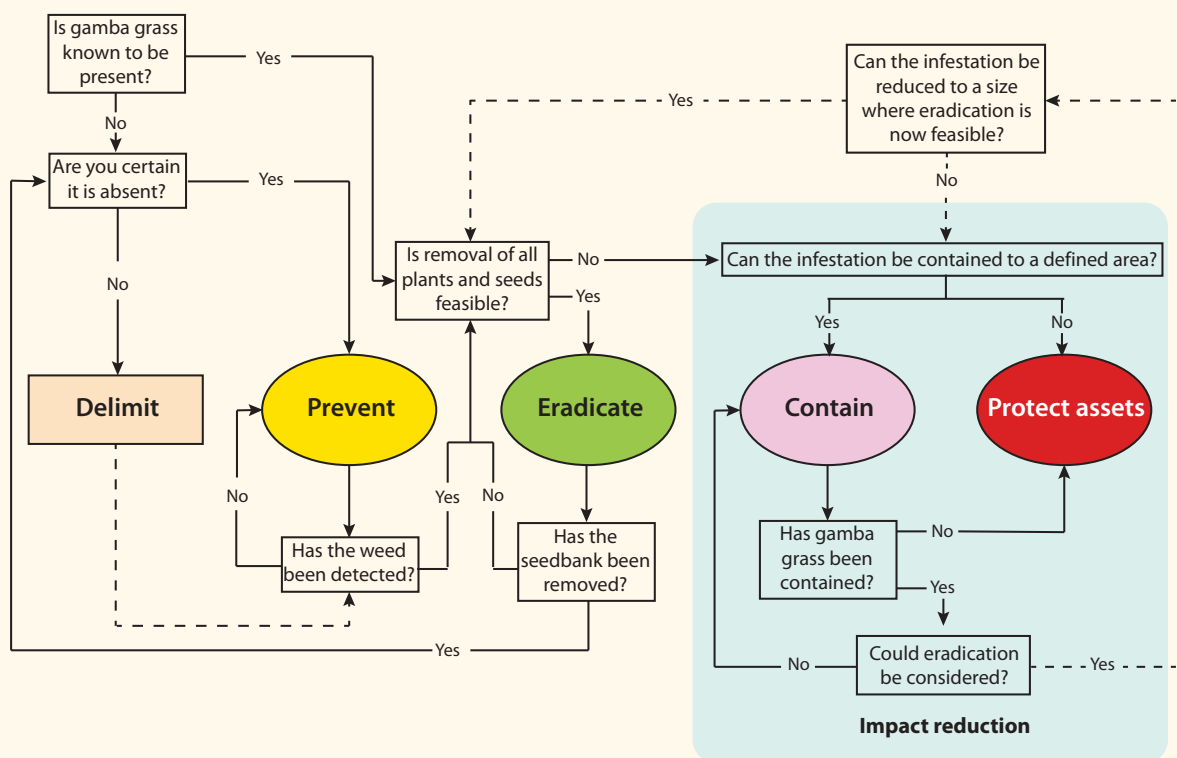 Is gamba grass
known to be
present?
Yes
No
Are you certain
it is absent?
Yes
No
Can the infestation be
reduced to a size
where eradication is
now feasible?
Yes
No
Is removal of all
plants and seeds
feasible?
No
Yes
Can the infestation be contained to a defined area?
Yes
No
Delimit
Prevent
Eradicate
Contain
Protect assets
No
Yes
No
Has the weed
been detected?
Has the
seedbank been
removed?
Yes
Has gamba
grass been
contained?
No
Yes
Could eradication
be considered?
No
Yes
Impact reduction